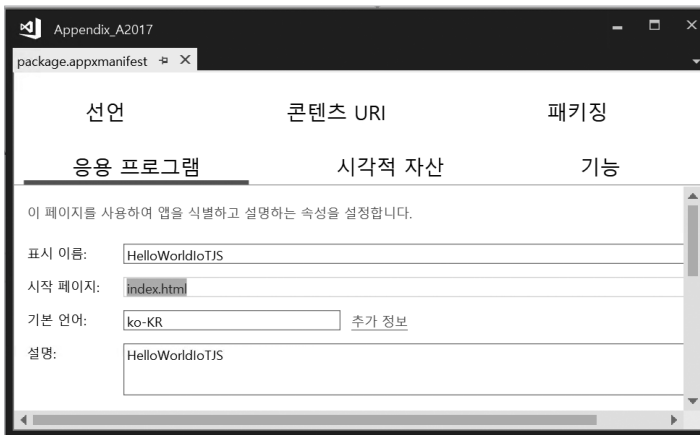 Appendix_A2017
package.appxmanifest
선언 콘텐츠 URI 패키징
응용 프로그램 시각적 자산 기능
이 페이지를 사용하여 앱을 식별하고 설명하는 속성을 설정합니다.
표시 이름: HelloWorldIoTJS
시작 페이지: index.html
기본 언어: ko-KR 추가 정보
설명: HelloWorldIoTJS